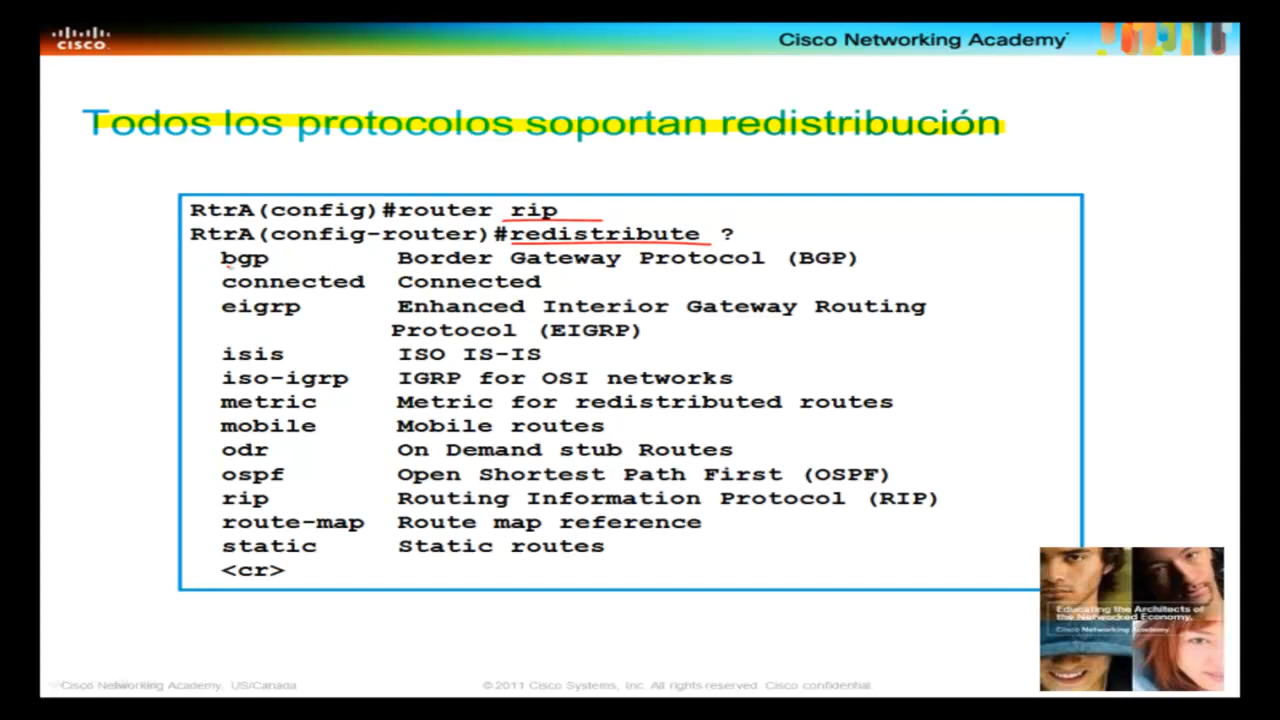 CISCO.
Cisco Networking Academy
Todos los protocolos soportan redistribución
RtrA(config)#router rip
RtrA(config-router)#redistribute ?
bgp Border Gateway Protocol (BGP)
connected Connected
eigrp Enhanced Interior Gateway Routing
Protocol (EIGRP)
isis ISO IS-IS
iso-igrp IGRP for OSI networks
metric Metric for redistributed routes
mobile Mobile routes
odr On Demand stub Routes
ospf Open Shortest Path First (OSPF)
rip Routing Information Protocol (RIP)
route-map Route map reference
static Static routes
<cr>
Educating the Architects of
the Networked Economy.
Cisco Networking Academy
Cisco Networking Academy, US/Canada
©2011 Cisco Systems, Inc. All rights reserved. Cisco confidential.